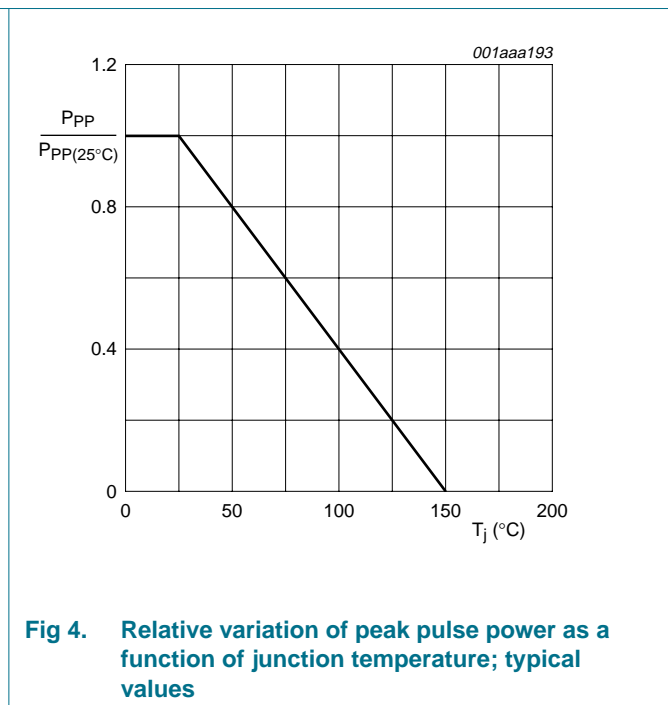 001aaa193
1.2
PPP
PPP(25°C)
0.8
0.4
0
0
50
100
150
200
Tj (°C)
Fig 4. Relative variation of peak pulse power as a
function of junction temperature; typical
values